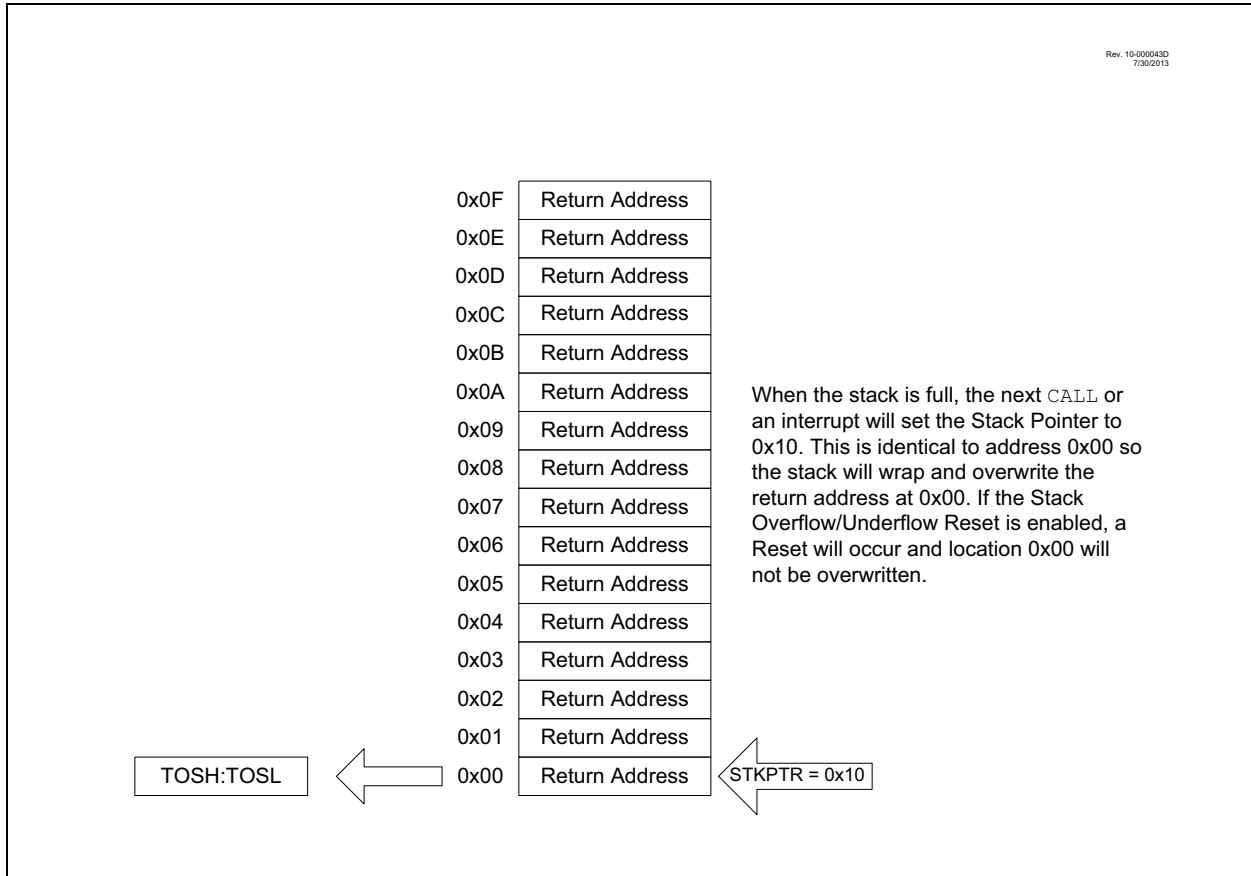 Rev. 10-000043D
7/30/2013
0x0F Return Address
0x0E Return Address
0x0D Return Address
0x0C Return Address
0x0B Return Address
0x0A Return Address
0x09 Return Address
0x08 Return Address
0x07 Return Address
0x06 Return Address
0x05 Return Address
0x04 Return Address
0x03 Return Address
0x02 Return Address
0x01 Return Address
TOSH:TOSL 0x00 Return Address STKPTR = 0x10
When the stack is full, the next CALL or
an interrupt will set the Stack Pointer to
0x10. This is identical to address 0x00 so
the stack will wrap and overwrite the
return address at 0x00. If the Stack
Overflow/Underflow Reset is enabled, a
Reset will occur and location 0x00 will
not be overwritten.